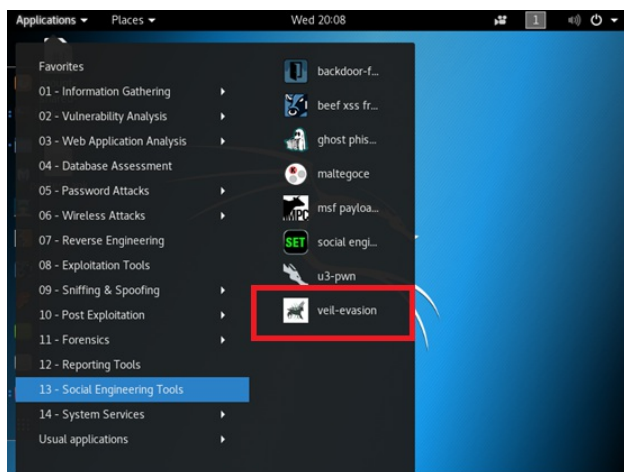 Applications Places Wed 20:08 1
Favorites
01 - Information Gathering
02 - Vulnerability Analysis
03 - Web Application Analysis
04 - Database Assessment
05 - Password Attacks
06 - Wireless Attacks
07 - Reverse Engineering
08 - Exploitation Tools
09 - Sniffing & Spoofing
10 - Post Exploitation
11 - Forensics
12 - Reporting Tools
13 - Social Engineering Tools
14 - System Services
Usual applications
backdoor-f...
beef xss fr...
ghost phis...
maltegoce
MPC
msf payloa...
SET
social engi...
u3-pwn
veil-evasion